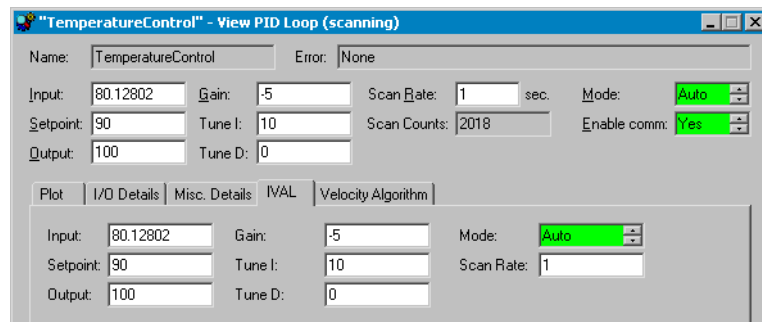 "TemperatureControl" - View PID Loop (scanning)
Name: TemperatureControl Error: None
Input: 80.12802 Gain: -5 Scan Rate: 1 sec. Mode: Auto
Setpoint: 90 Tune I: 10 Scan Counts: 2018 Enable comm: Yes
Output: 100 Tune D: 0
Plot I/O Details Misc. Details IVAL Velocity Algorithm
Input: 80.12802 Gain: -5 Mode: Auto
Setpoint: 90 Tune I: 10 Scan Rate: 1
Output: 100 Tune D: 0